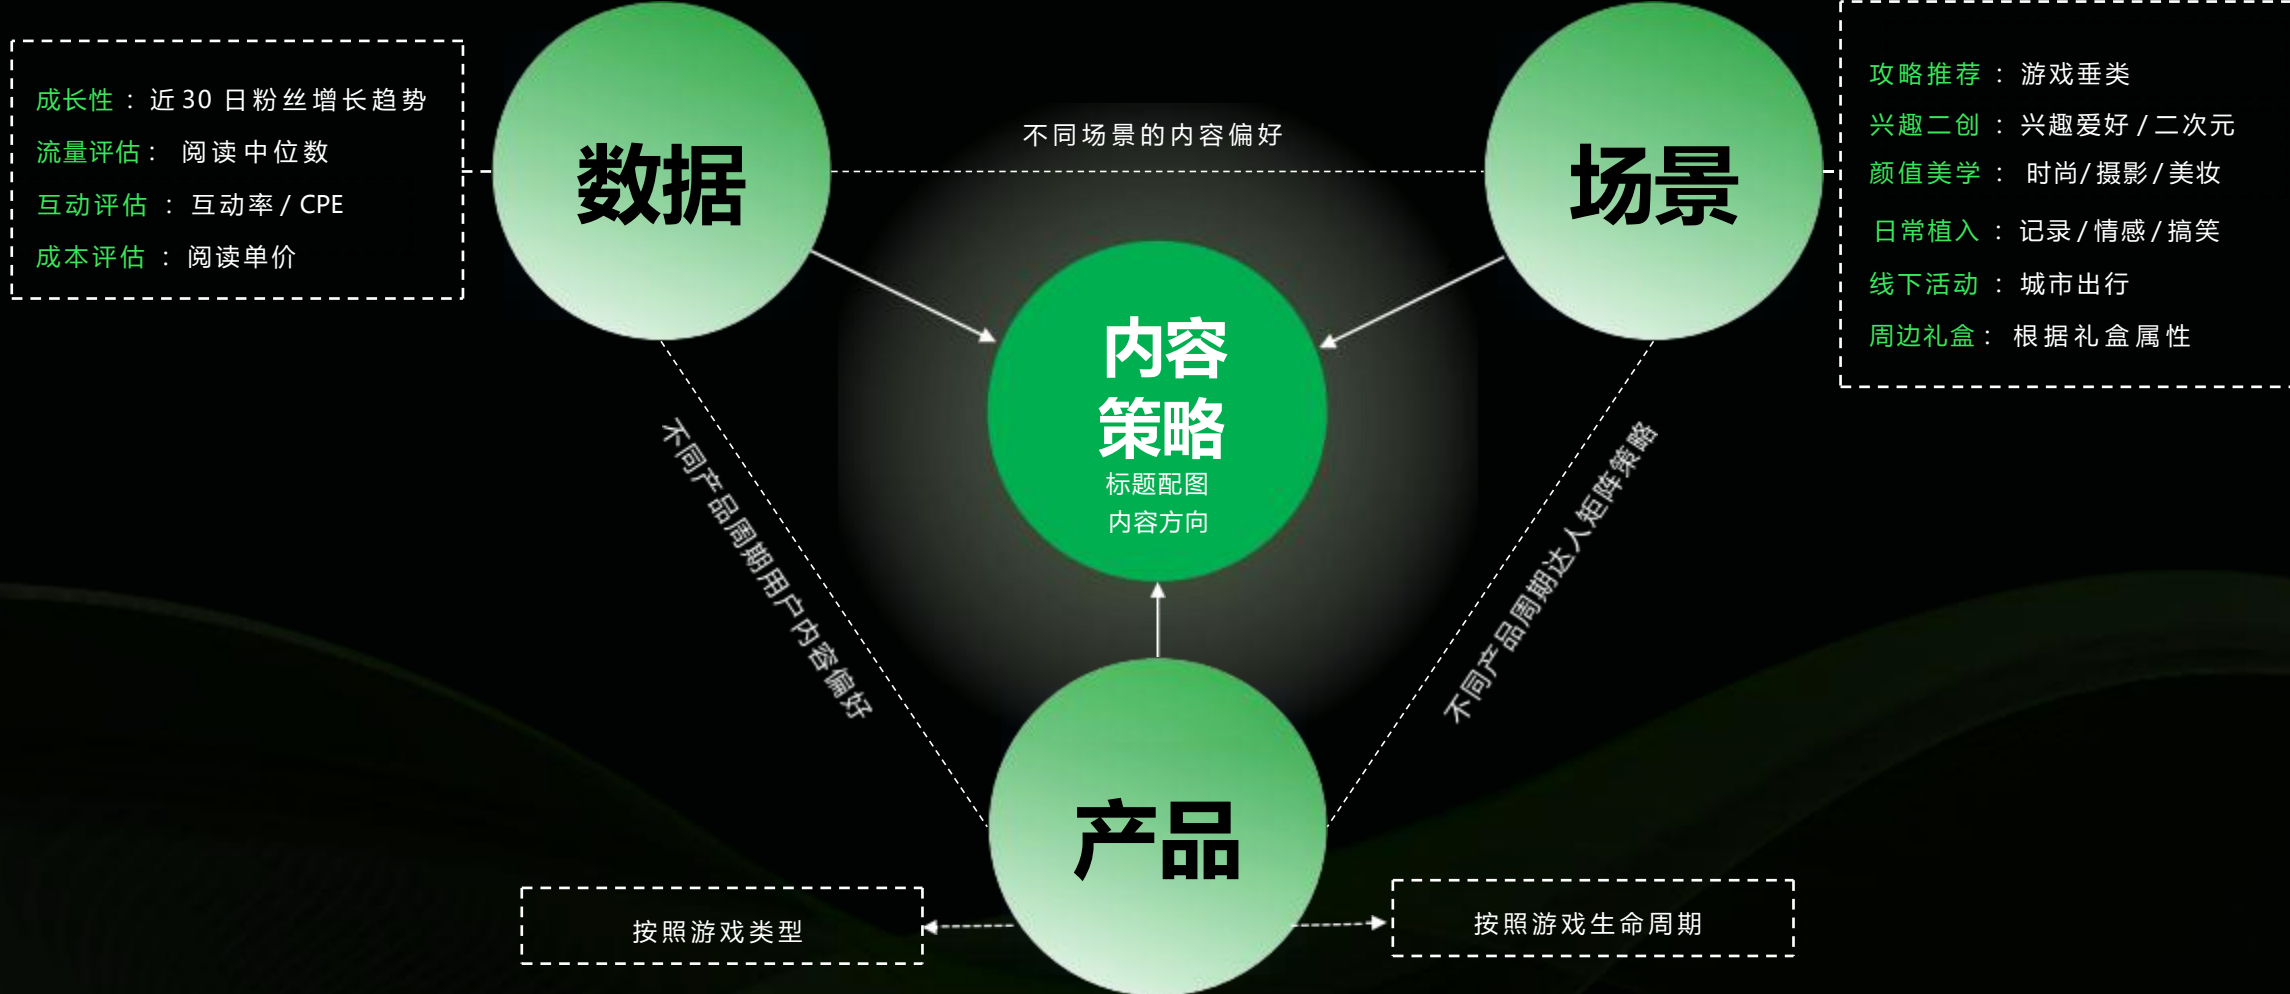 成长性：近30日粉丝增长趋势
流量评估：阅读中位数
互动评估：互动率/CPE
成本评估：阅读单价
数据
不同场景的内容偏好
场景
攻略推荐：游戏垂类
兴趣二创：兴趣爱好/二次元
颜值美学：时尚/摄影/美妆
日常植入：记录/情感/搞笑
线下活动：城市出行
周边礼盒：根据礼盒属性
内容
策略
标题配图
内容方向
不同产品周期用户内容偏好
不同产品周期达人矩阵策略
产品
按照游戏类型
按照游戏生命周期